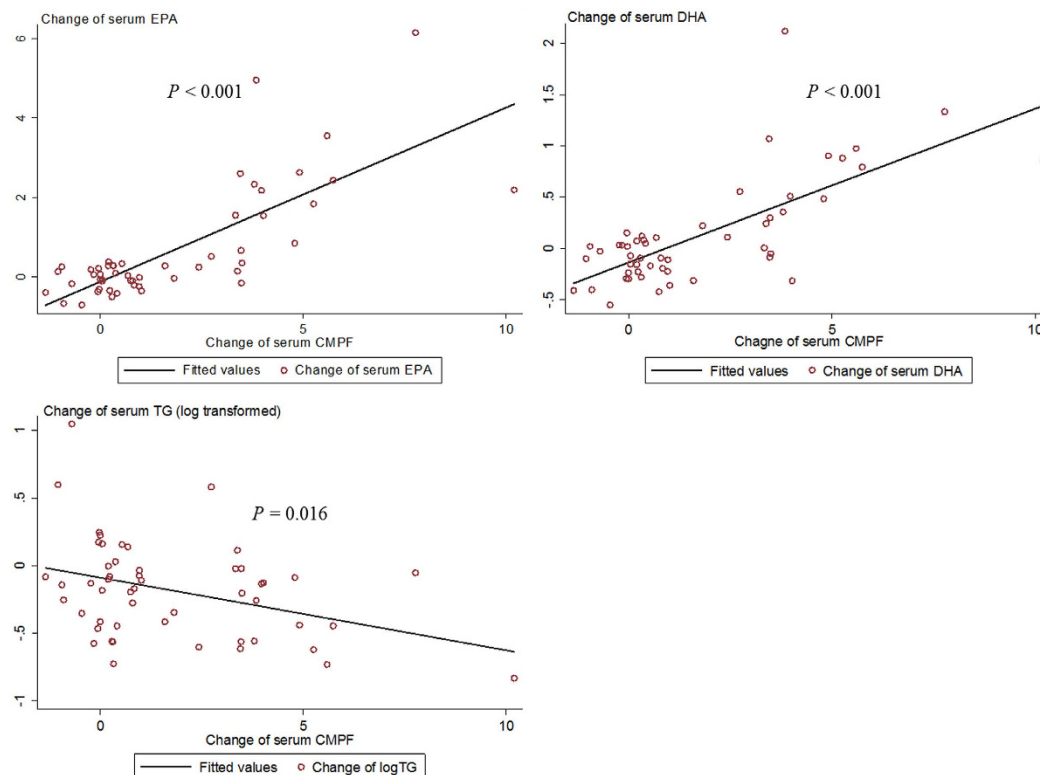 Change of serum EPA
6
4
2
0
P < 0.001
0
5
10
Change of serum CMPF
Fitted values
Change of serum EPA
Change of serum DHA
2
1.5
1
.5
0
-.5
P < 0.001
0
5
10
Chagne of serum CMPF
Fitted values
Change of serum DHA
Change of serum TG (log transformed)
1
.5
0
-.5
-1
P = 0.016
0
5
10
Change of serum CMPF
Fitted values
Change of logTG